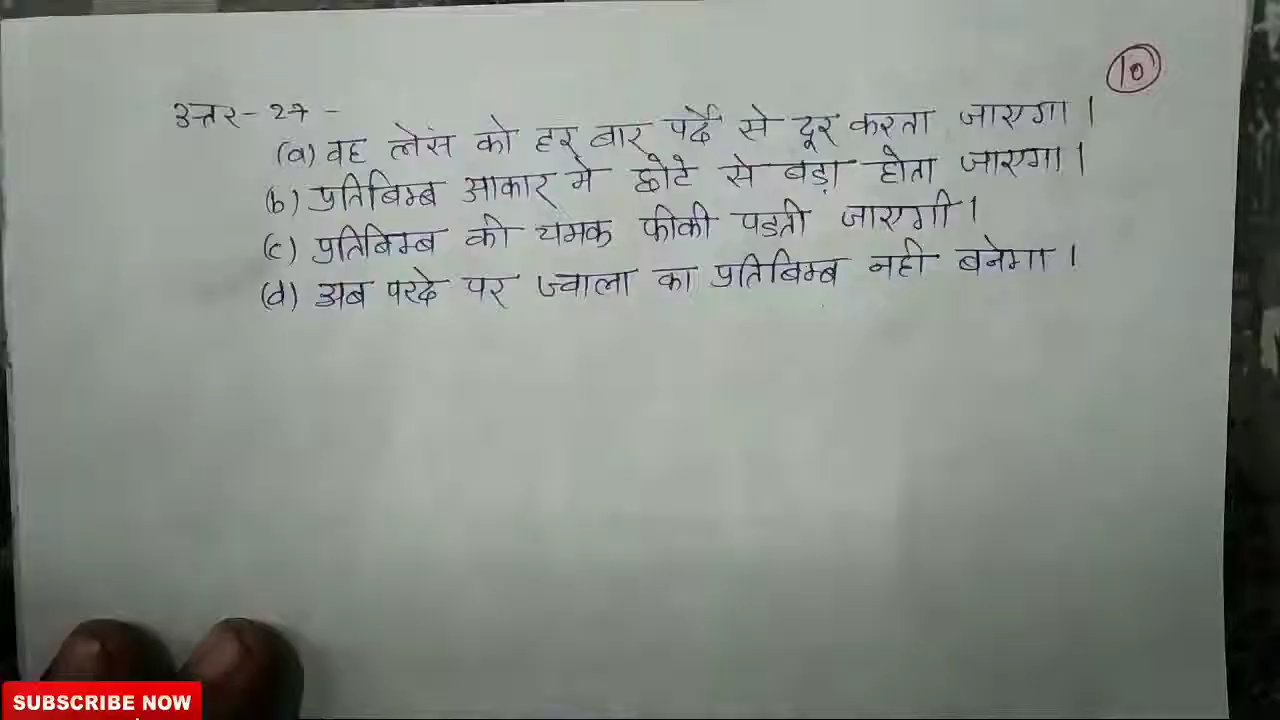 10
उत्तर - 27 -
(a) वह लेंस को हर बार पर्दे से दूर करता जाएगा।
(b) प्रतिबिम्ब आकार मे छोटे से बड़ा होता जाएगा।
(c) प्रतिबिम्ब की चमक फीकी पडती जाएगी।
(d) अब परदे पर ज्वाला का प्रतिबिम्ब नही बनेगा।
SUBSCRIBE NOW